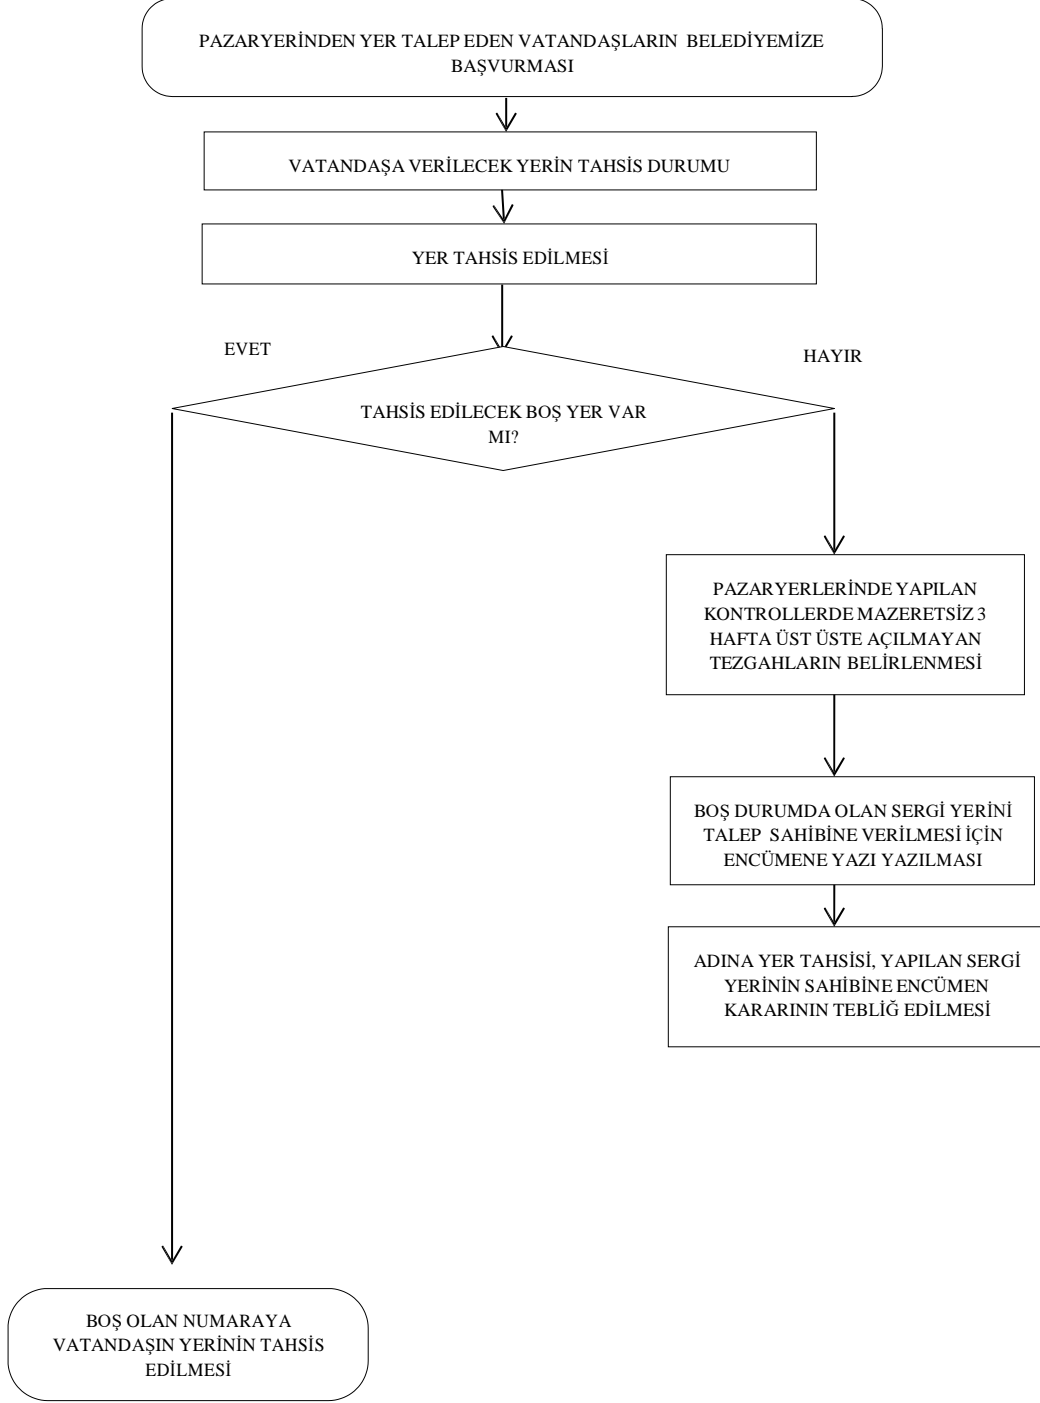 PAZARYERİNDEN YER TALEP EDEN VATANDAŞLARIN BELEDİYEMİZE
BAŞVURMASI
VATANDAŞA VERİLECEK YERİN TAHSİS DURUMU
YER TAHSİS EDİLMESİ
EVET
HAYIR
TAHSİS EDİLECEK BOŞ YER VAR
MI?
PAZARYERLERİNDE YAPILAN
KONTROLLERDE MAZERETSİZ 3
HAFTA ÜST ÜSTE AÇILMAYAN
TEZGAHLARIN BELİRLENMESİ
BOŞ DURUMDA OLAN SERGİ YERİNİ
TALEP SAHİBİNE VERİLMESİ İÇİN
ENCÜMENE YAZI YAZILMASI
ADINA YER TAHSİSİ, YAPILAN SERGİ
YERİNİN SAHİBİNE ENCÜMEN
KARARININ TEBLİĞ EDİLMESİ
BOŞ OLAN NUMARAYA
VATANDAŞIN YERİNİN TAHSİS
EDİLMESİ